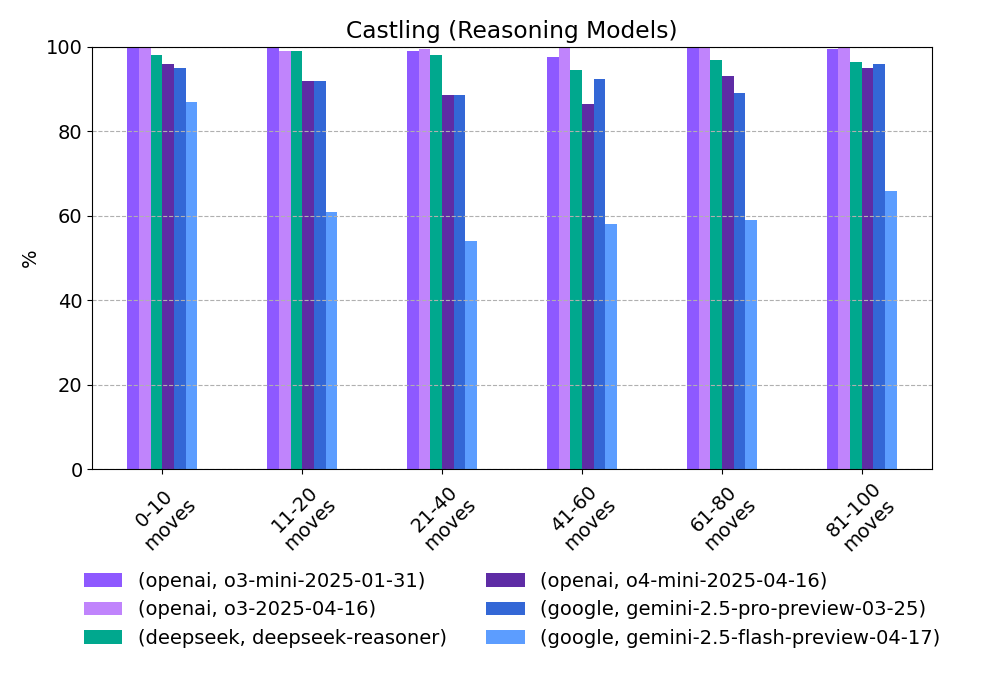 Castling (Reasoning Models)
%
100
80
60
40
20
0
0-10
moves
11-20
moves
21-40
moves
41-60
moves
61-80
moves
81-100
moves
(openai, o3-mini-2025-01-31)
(openai, o3-2025-04-16)
(deepseek, deepseek-reasoner)
(openai, o4-mini-2025-04-16)
(google, gemini-2.5-pro-preview-03-25)
(google, gemini-2.5-flash-preview-04-17)